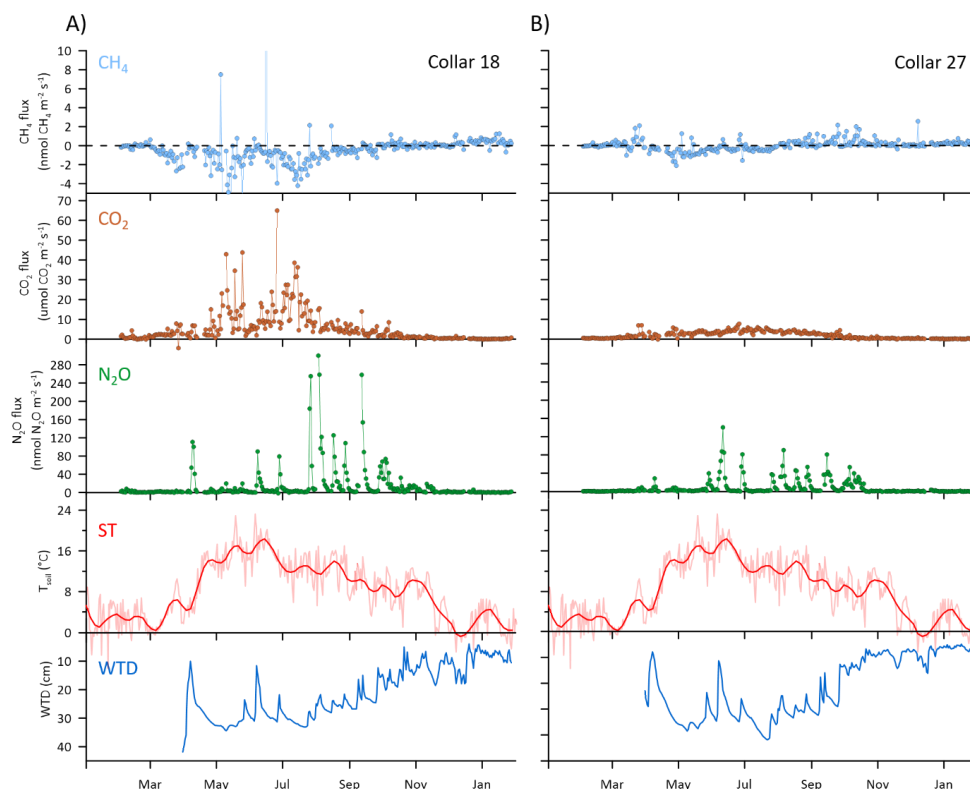 A)
B)
CH4
Collar 18
Collar 27
CH4 flux
(nmol CH4 m-2 s-1)
10
8
6
4
2
0
-2
-4
CO2
CO2 flux
(umol CO2 m-2 s-1)
70
60
50
40
30
20
10
0
N2O
N2O flux
(nmol N2O m-2 s-1)
280
240
200
160
120
80
40
0
ST
Tsoil (°C)
24
16
8
0
WTD
WTD (cm)
10
20
30
40
Mar May Jul Sep Nov Jan
Mar May Jul Sep Nov Jan